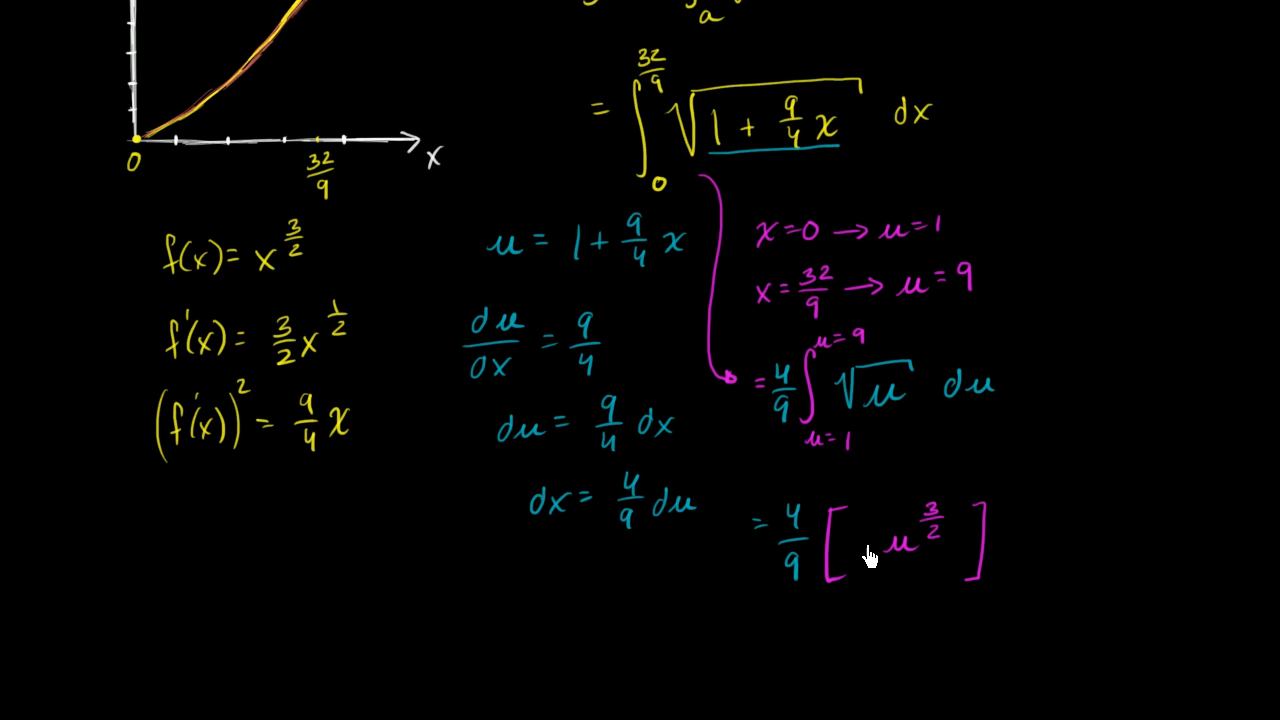 a
= ∫₀^{32/9} √(1 + 9/4 x) dx
0
32/9
x
f(x) = x^{3/2}
f'(x) = 3/2 x^{1/2}
(f'(x))² = 9/4 x
u = 1 + 9/4 x
du/dx = 9/4
du = 9/4 dx
dx = 4/9 du
x=0 → u=1
x=32/9 → u=9
= 4/9 ∫_{u=1}^{u=9} √u du
= 4/9 [ u^{3/2} ]